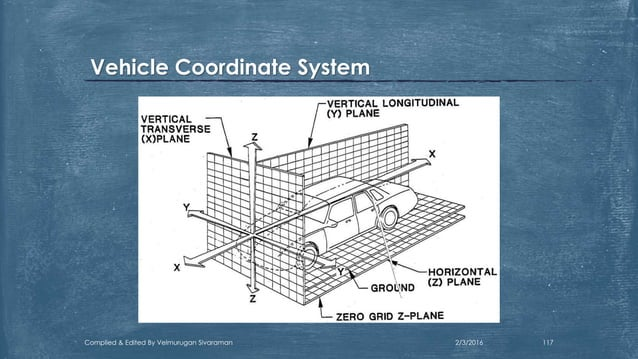 Vehicle Coordinate System
VERTICAL LONGITUDINAL
(Y) PLANE
VERTICAL
TRANSVERSE
(X)PLANE
Z
X
Y
X
Y
Z
HORIZONTAL
(Z) PLANE
GROUND
ZERO GRID Z-PLANE
Complied & Edited By Velmurugan Sivaraman
2/3/2016
117